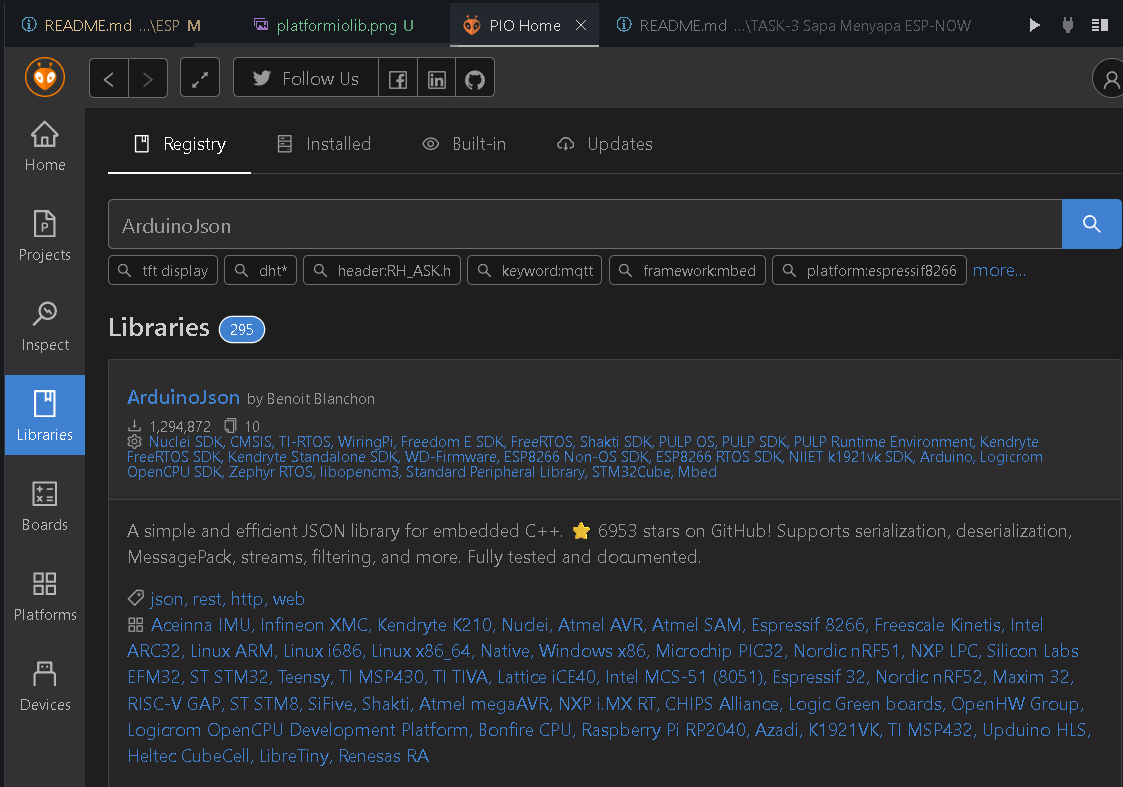 README.md ...\ESP M
platformiolib.png U
PIO Home
README.md ...\TASK-3 Sapa Menyapa ESP-NOW
Follow Us
Home
Projects
Inspect
Libraries
Boards
Platforms
Devices
Registry
Installed
Built-in
Updates
ArduinoJson
tft display
dht*
header:RH_ASK.h
keyword:mqtt
framework:mbed
platform:espressif8266
more...
Libraries 295
ArduinoJson by Benoit Blanchon
1,294,872 10
Nuclei SDK, CMSIS, TI-RTOS, WiringPi, Freedom E SDK, FreeRTOS, Shakti SDK, PULP OS, PULP SDK, PULP Runtime Environment, Kendryte
FreeRTOS SDK, Kendryte Standalone SDK, WD-Firmware, ESP8266 Non-OS SDK, ESP8266 RTOS SDK, NIIET k1921vk SDK, Arduino, Logicrom
OpenCPU SDK, Zephyr RTOS, libopencm3, Standard Peripheral Library, STM32Cube, Mbed
A simple and efficient JSON library for embedded C++. ⭐ 6953 stars on GitHub! Supports serialization, deserialization,
MessagePack, streams, filtering, and more. Fully tested and documented.
json, rest, http, web
Aceinna IMU, Infineon XMC, Kendryte K210, Nuclei, Atmel AVR, Atmel SAM, Espressif 8266, Freescale Kinetis, Intel
ARC32, Linux ARM, Linux i686, Linux x86_64, Native, Windows x86, Microchip PIC32, Nordic nRF51, NXP LPC, Silicon Labs
EFM32, ST STM32, Teensy, TI MSP430, TI TIVA, Lattice iCE40, Intel MCS-51 (8051), Espressif 32, Nordic nRF52, Maxim 32,
RISC-V GAP, ST STM8, SiFive, Shakti, Atmel megaAVR, NXP i.MX RT, CHIPS Alliance, Logic Green boards, OpenHW Group,
Logicrom OpenCPU Development Platform, Bonfire CPU, Raspberry Pi RP2040, Azadi, K1921VK, TI MSP432, Upduino HLS,
Heltec CubeCell, LibreTiny, Renesas RA